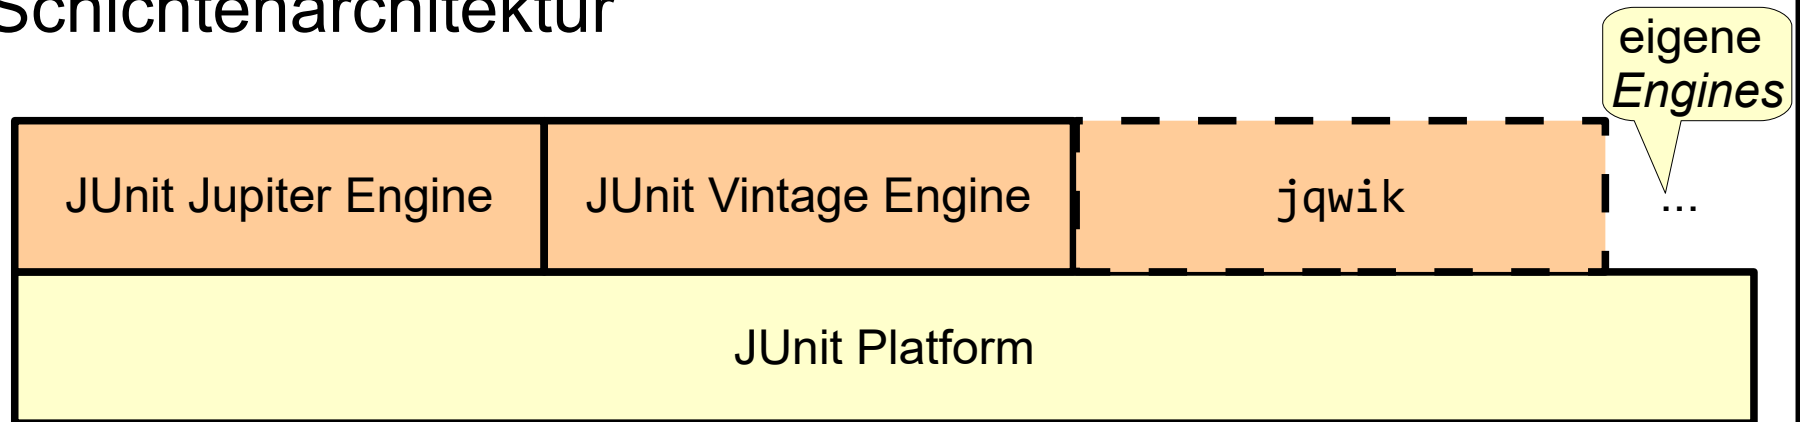 Schichtenarchitektur
eigene
Engines
JUnit Jupiter Engine
JUnit Vintage Engine
jqwik
...
JUnit Platform